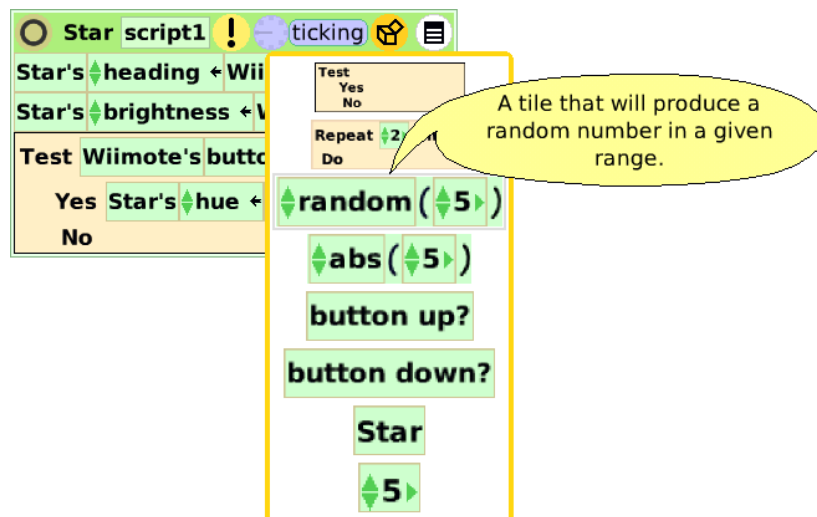 Star script1 ! ticking
Star's heading ← Wii
Star's brightness ←
Test Wiimote's butto
Yes Star's hue ←
No
Test
Yes
No
Repeat 2
Do
random ( 5 )
abs ( 5 )
button up?
button down?
Star
5
A tile that will produce a
random number in a given
range.